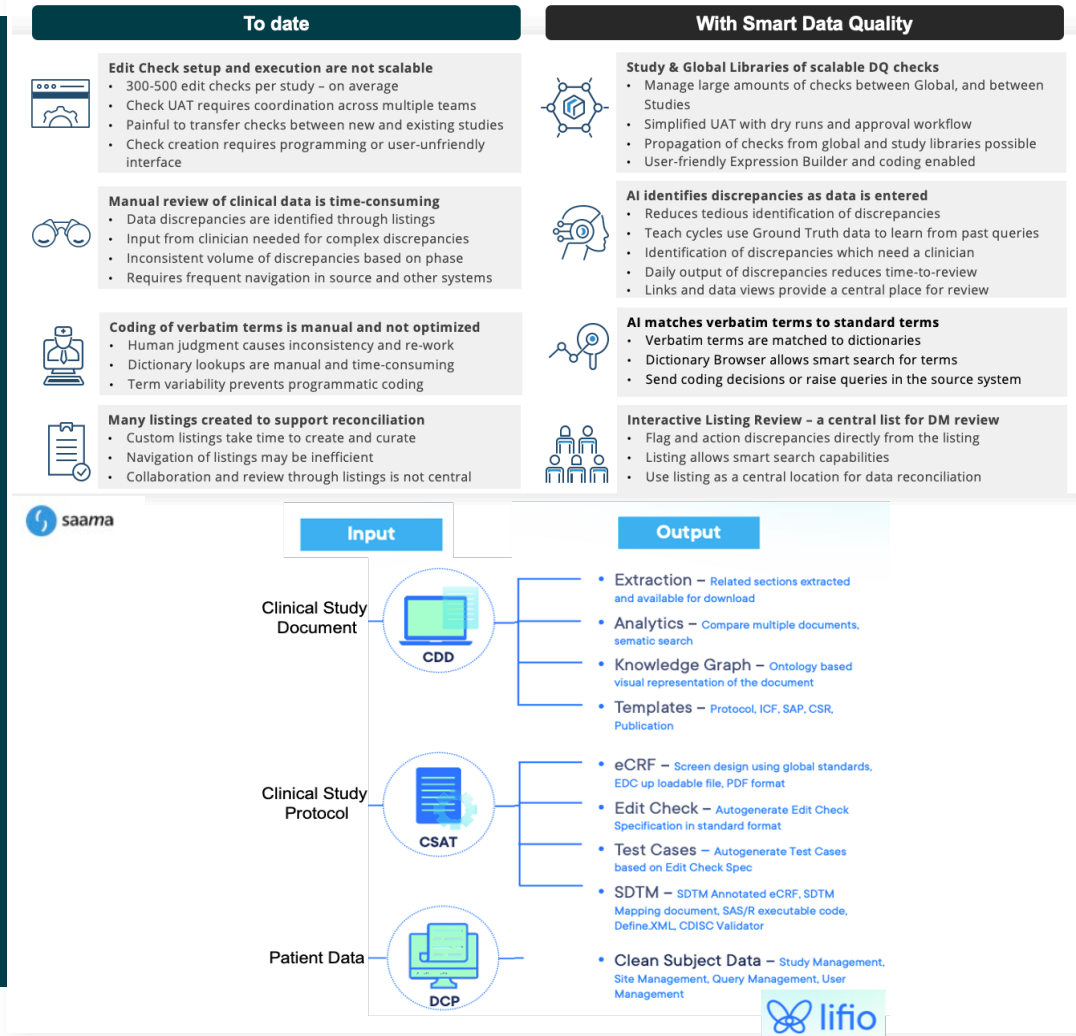 To date
Edit Check setup and execution are not scalable
• 300-500 edit checks per study – on average
• Check UAT requires coordination across multiple teams
• Painful to transfer checks between new and existing studies
• Check creation requires programming or user-unfriendly
interface
Manual review of clinical data is time-consuming
• Data discrepancies are identified through listings
• Input from clinician needed for complex discrepancies
• Inconsistent volume of discrepancies based on phase
• Requires frequent navigation in source and other systems
Coding of verbatim terms is manual and not optimized
• Human judgment causes inconsistency and re-work
• Dictionary lookups are manual and time-consuming
• Term variability prevents programmatic coding
Many listings created to support reconciliation
• Custom listings take time to create and curate
• Navigation of listings may be inefficient
• Collaboration and review through listings is not central
With Smart Data Quality
Study & Global Libraries of scalable DQ checks
• Manage large amounts of checks between Global, and between
Studies
• Simplified UAT with dry runs and approval workflow
• Propagation of checks from global and study libraries possible
• User-friendly Expression Builder and coding enabled
AI identifies discrepancies as data is entered
• Reduces tedious identification of discrepancies
• Teach cycles use Ground Truth data to learn from past queries
• Identification of discrepancies which need a clinician
• Daily output of discrepancies reduces time-to-review
• Links and data views provide a central place for review
AI matches verbatim terms to standard terms
• Verbatim terms are matched to dictionaries
• Dictionary Browser allows smart search for terms
• Send coding decisions or raise queries in the source system
Interactive Listing Review – a central list for DM review
• Flag and action discrepancies directly from the listing
• Listing allows smart search capabilities
• Use listing as a central location for data reconciliation
saama
Input
Output
Clinical Study
Document
CDD
• Extraction – Related sections extracted
and available for download
• Analytics – Compare multiple documents,
sematic search
• Knowledge Graph – Ontology based
visual representation of the document
• Templates – Protocol, ICF, SAP, CSR,
Publication
Clinical Study
Protocol
CSAT
• eCRF – Screen design using global standards,
EDC up loadable file, PDF format
• Edit Check – Autogenerate Edit Check
Specification in standard format
• Test Cases – Autogenerate Test Cases
based on Edit Check Spec
• SDTM – SDTM Annotated eCRF, SDTM
Mapping document, SAS/R executable code,
Define.XML, CDISC Validator
Patient Data
DCP
• Clean Subject Data – Study Management,
Site Management, Query Management, User
Management
lifio